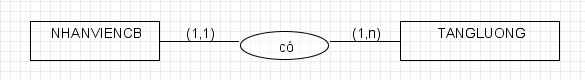 NHANVIENCB
(1,1)
có
(1,n)
TANGLUONG